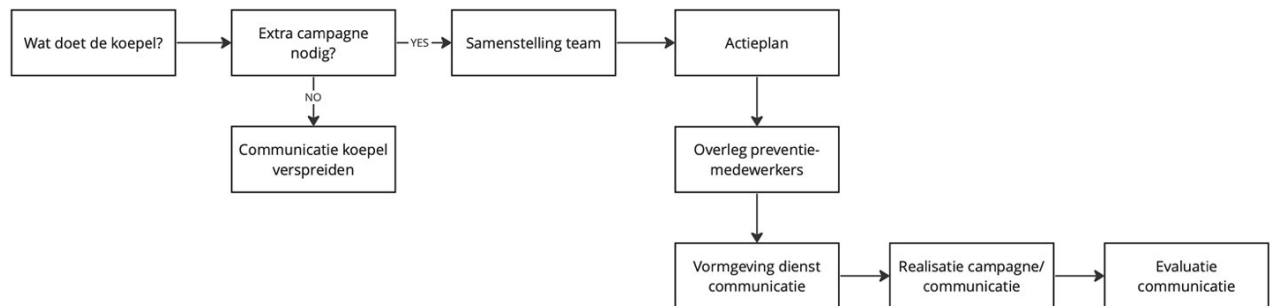 Wat doet de koepel?
Extra campagne
nodig?
YES
Samenstelling team
Actieplan
NO
Communicatie koepel
verspreiden
Overleg preventie-
medewerkers
Vormgeving dienst
communicatie
Realisatie campagne/
communicatie
Evaluatie
communicatie